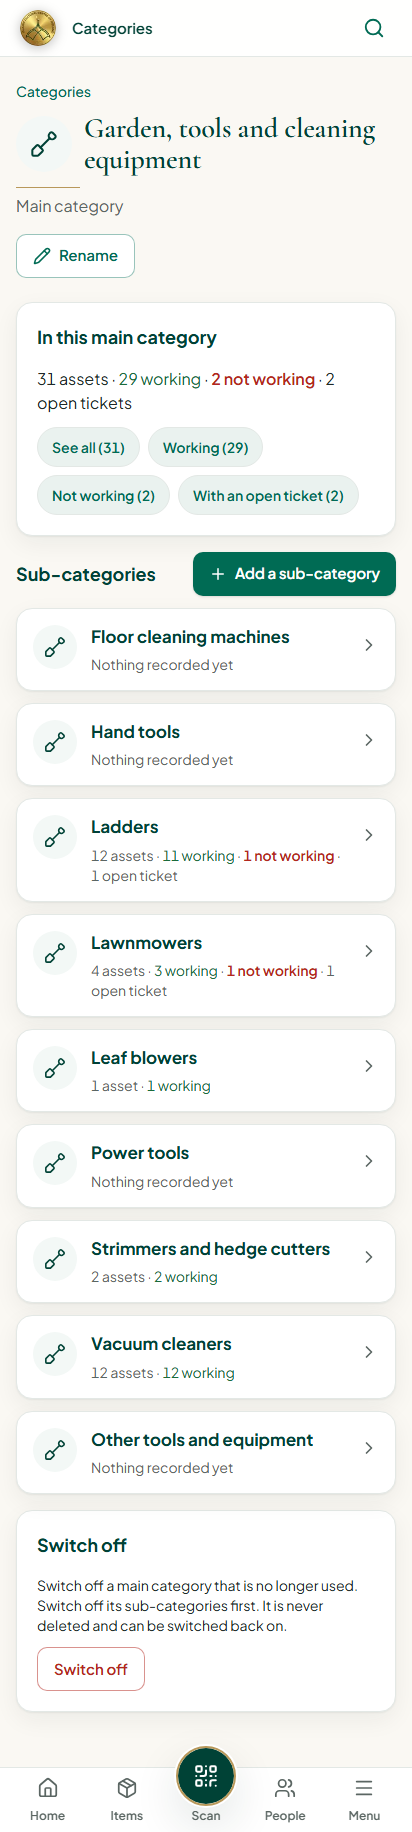 Categories
Categories
Garden, tools and cleaning
equipment
Main category
Rename
In this main category
31 assets · 29 working · 2 not working · 2
open tickets
See all (31)
Working (29)
Not working (2)
With an open ticket (2)
Sub-categories
+ Add a sub-category
Floor cleaning machines
Nothing recorded yet
Hand tools
Nothing recorded yet
Ladders
12 assets · 11 working · 1 not working ·
1 open ticket
Lawnmowers
4 assets · 3 working · 1 not working · 1
open ticket
Leaf blowers
1 asset · 1 working
Power tools
Nothing recorded yet
Strimmers and hedge cutters
2 assets · 2 working
Vacuum cleaners
12 assets · 12 working
Other tools and equipment
Nothing recorded yet
Switch off
Switch off a main category that is no longer used.
Switch off its sub-categories first. It is never
deleted and can be switched back on.
Switch off
Home
Items
Scan
People
Menu